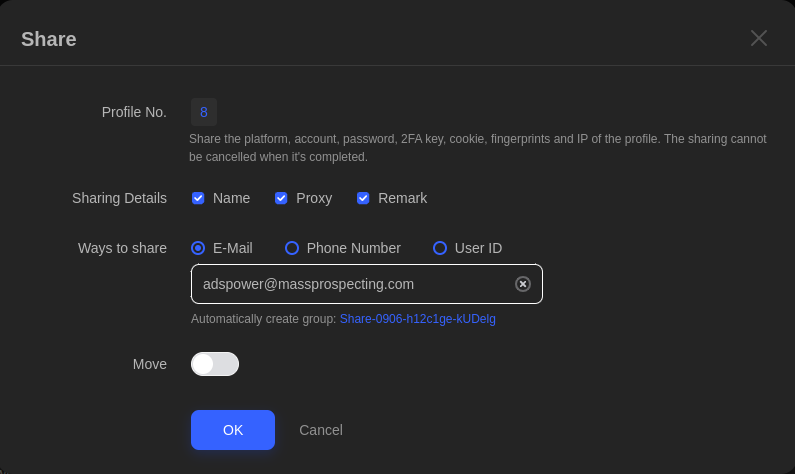 Share
Profile No. 8
Share the platform, account, password, 2FA key, cookie, fingerprints and IP of the profile. The sharing cannot
be cancelled when it's completed.
Sharing Details Name Proxy Remark
Ways to share E-Mail Phone Number User ID
adspower@massprospecting.com
Automatically create group: Share-0906-h12c1ge-kUDelg
Move
OK Cancel